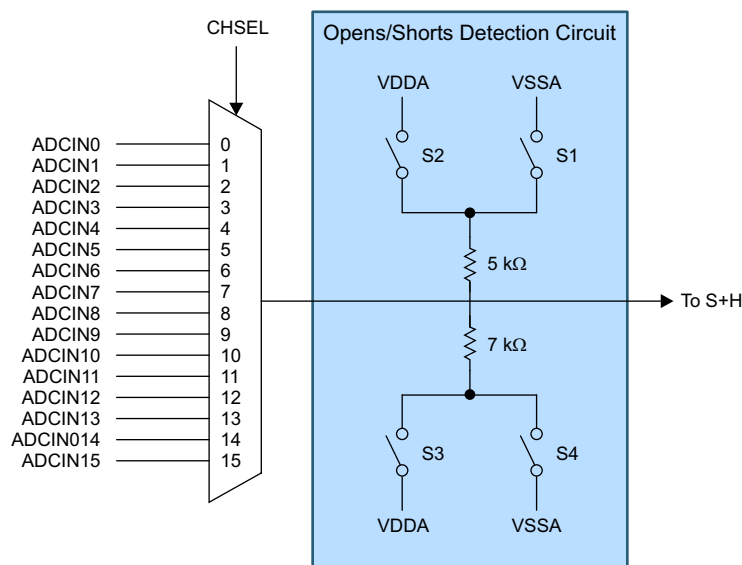 CHSEL
Opens/Shorts Detection Circuit
VDDA VSSA
S2 S1
ADCIN0 0
ADCIN1 1
ADCIN2 2
ADCIN3 3
ADCIN4 4
ADCIN5 5
ADCIN6 6
ADCIN7 7
ADCIN8 8
ADCIN9 9
ADCIN10 10
ADCIN11 11
ADCIN12 12
ADCIN13 13
ADCIN014 14
ADCIN15 15
5 kΩ
To S+H
7 kΩ
S3 S4
VDDA VSSA